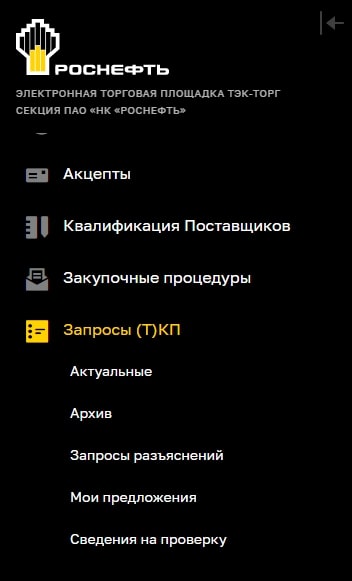 РОСНЕФТЬ
ЭЛЕКТРОННАЯ ТОРГОВАЯ ПЛОЩАДКА ТЭК-ТОРГ
СЕКЦИЯ ПАО «НК «РОСНЕФТЬ»
Акцепты
Квалификация Поставщиков
Закупочные процедуры
Запросы (Т)КП
Актуальные
Архив
Запросы разъяснений
Мои предложения
Сведения на проверку